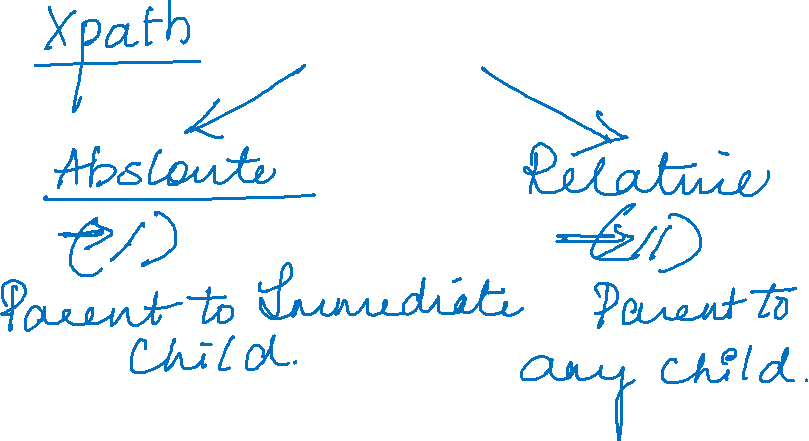 Xpath
Absloute Relative
(/) (//)
Parent to Immediate Parent to
Child. any child.